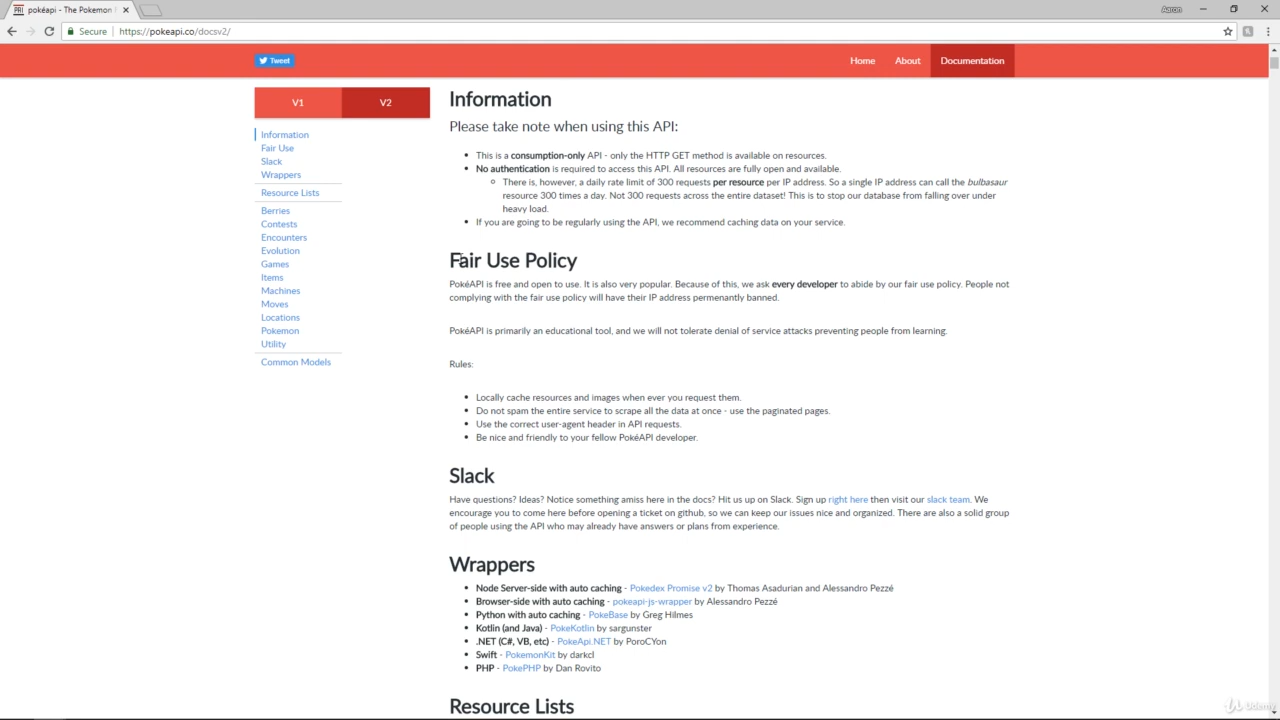 pokéapi - The Pokemon
Aaron
Secure
https://pokeapi.co/docsv2/
Tweet
Home
About
Documentation
V1
V2
Information
Fair Use
Slack
Wrappers
Resource Lists
Berries
Contests
Encounters
Evolution
Games
Items
Machines
Moves
Locations
Pokemon
Utility
Common Models
Information
Please take note when using this API:
This is a consumption-only API - only the HTTP GET method is available on resources.
No authentication is required to access this API. All resources are fully open and available.
There is, however, a daily rate limit of 300 requests per resource per IP address. So a single IP address can call the bulbasaur
resource 300 times a day. Not 300 requests across the entire dataset! This is to stop our database from falling over under
heavy load.
If you are going to be regularly using the API, we recommend caching data on your service.
Fair Use Policy
PokéAPI is free and open to use. It is also very popular. Because of this, we ask every developer to abide by our fair use policy. People not
complying with the fair use policy will have their IP address permenantly banned.
PokéAPI is primarily an educational tool, and we will not tolerate denial of service attacks preventing people from learning.
Rules:
Locally cache resources and images when ever you request them.
Do not spam the entire service to scrape all the data at once - use the paginated pages.
Use the correct user-agent header in API requests.
Be nice and friendly to your fellow PokéAPI developer.
Slack
Have questions? Ideas? Notice something amiss here in the docs? Hit us up on Slack. Sign up right here then visit our slack team. We
encourage you to come here before opening a ticket on github, so we can keep our issues nice and organized. There are also a solid group
of people using the API who may already have answers or plans from experience.
Wrappers
Node Server-side with auto caching - Pokedex Promise v2 by Thomas Asadurian and Alessandro Pezzé
Browser-side with auto caching - pokeapi-js-wrapper by Alessandro Pezzé
Python with auto caching - PokeBase by Greg Hilmes
Kotlin (and Java) - PokeKotlin by sargunster
.NET (C#, VB, etc) - PokeApi.NET by PoroCYon
Swift - PokemonKit by darkcl
PHP - PokePHP by Dan Rovito
Resource Lists
Udemy